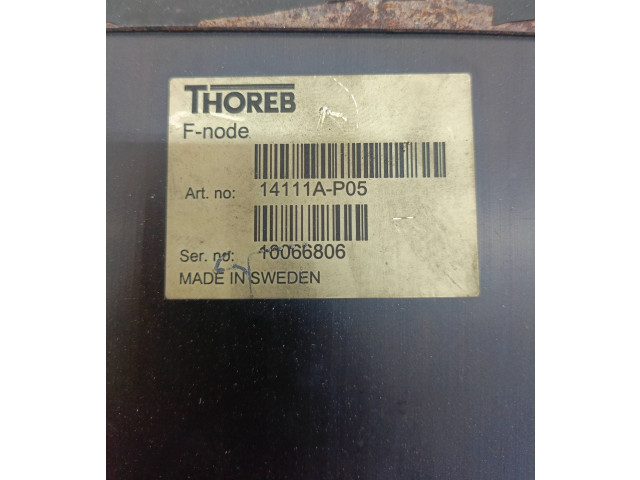 THOREB
F-node
Art. no: 14111A-P05
Ser. no: 10066806
MADE IN SWEDEN